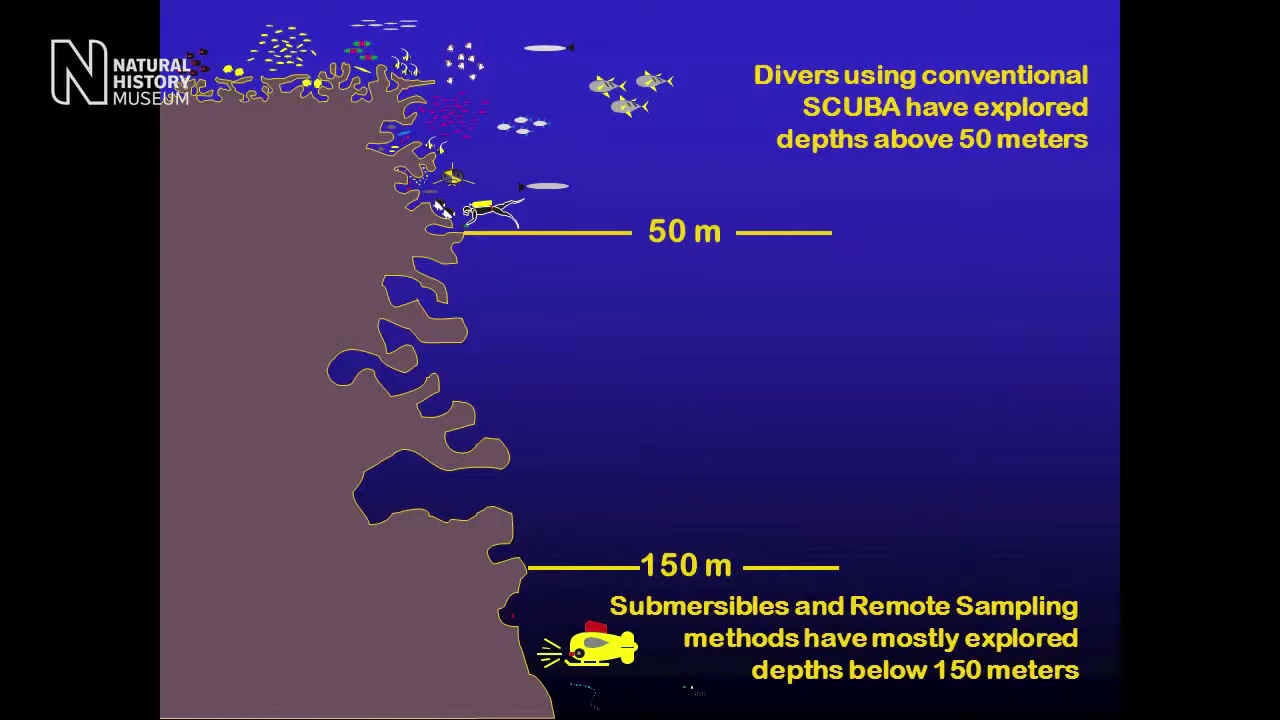 N NATURAL
HISTORY
MUSEUM
Divers using conventional
SCUBA have explored
depths above 50 meters
50 m
150 m
Submersibles and Remote Sampling
methods have mostly explored
depths below 150 meters